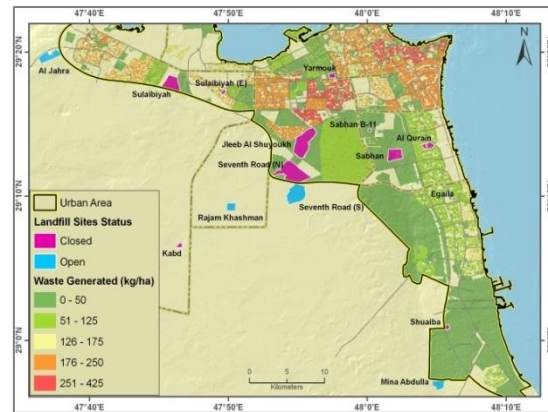 47°40'E 47°50'E 48°0'E 48°10'E
29°20'N
N
Al Jahra
Sulaibiyah
Sulaibiyah (E)
Yarmouk
Sabhan B-11
Jleeb Al Shuyoukh
Al Qurain
Sabhan
Seventh Road (N)
29°10'N
Egaila
Seventh Road (S)
Rajam Khashman
Kabd
Urban Area
Landfill Sites Status
Closed
Open
Waste Generated (kg/ha)
0 - 50
51 - 125
126 - 175
176 - 250
251 - 425
29°0'N
Shuaiba
0 5 10
Kilometers
Mina Abdulla
47°40'E 47°50'E 48°0'E 48°10'E